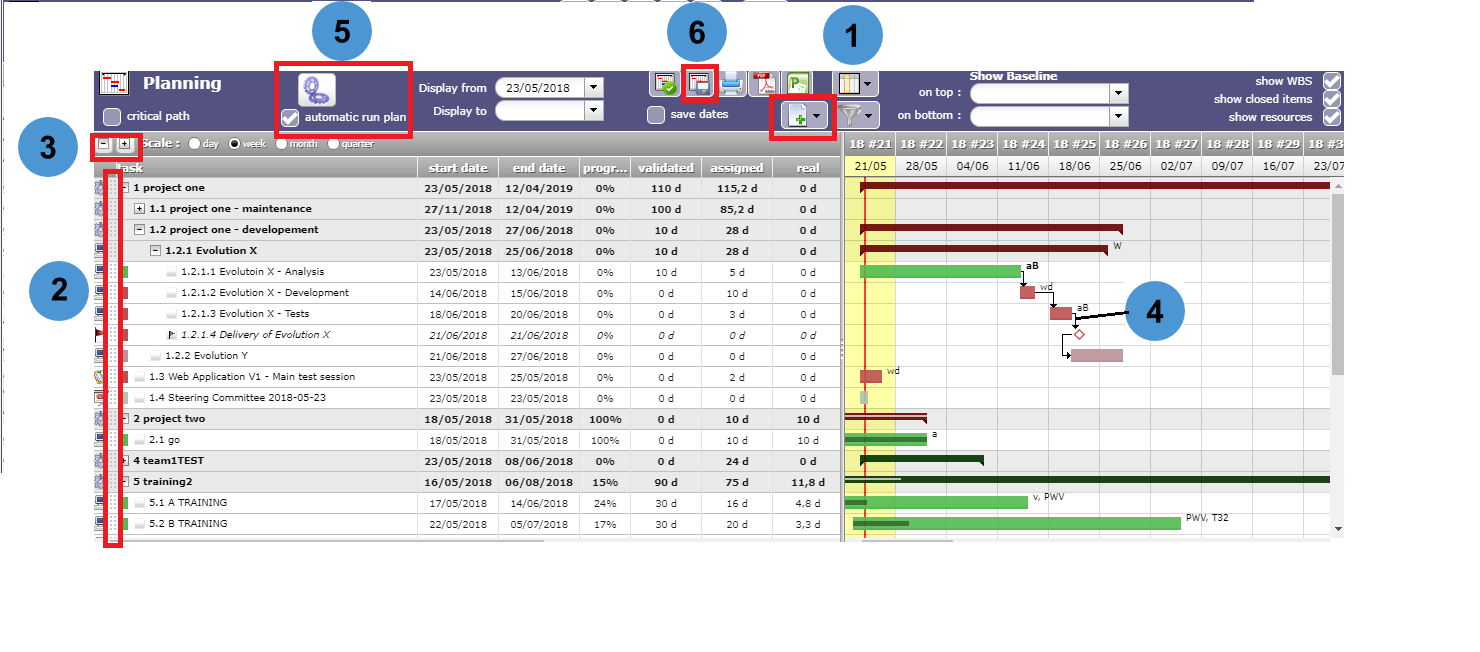 5
6
1
Planning
Display from 23/05/2018
Show Baseline
show WBS
on top :
show closed items
critical path
automatic run plan
Display to
save dates
on bottom :
show resources
3
Scale : day week month quarter
18 #21 18 #22 18 #23 18 #24 18 #25 18 #26 18 #27 18 #28 18 #29 18 #3
task start date end date progr... validated assigned real
21/05 28/05 04/06 11/06 18/06 25/06 02/07 09/07 16/07 23/07
1 project one 23/05/2018 12/04/2019 0% 110 d 115,2 d 0 d
1.1 project one - maintenance 27/11/2018 12/04/2019 0% 100 d 85,2 d 0 d
1.2 project one - developement 23/05/2018 27/06/2018 0% 10 d 28 d 0 d
1.2.1 Evolution X 23/05/2018 25/06/2018 0% 10 d 28 d 0 d W
1.2.1.1 Evolutoin X - Analysis 23/05/2018 13/06/2018 0% 10 d 5 d 0 d aB
2
1.2.1.2 Evolution X - Development 14/06/2018 15/06/2018 0% 0 d 10 d 0 d wd
1.2.1.3 Evolution X - Tests 18/06/2018 20/06/2018 0% 0 d 3 d 0 d aB
4
1.2.1.4 Delivery of Evolution X 21/06/2018 21/06/2018 0% 0 d 0 d 0 d
1.2.2 Evolution Y 21/06/2018 27/06/2018 0% 0 d 0 d 0 d
1.3 Web Application V1 - Main test session 23/05/2018 25/05/2018 0% 0 d 2 d 0 d wd
1.4 Steering Committee 2018-05-23 23/05/2018 23/05/2018 0% 0 d 0 d 0 d
2 project two 18/05/2018 31/05/2018 100% 0 d 10 d 10 d
2.1 go 18/05/2018 31/05/2018 100% 0 d 10 d 10 d a
4 team1TEST 23/05/2018 08/06/2018 0% 0 d 24 d 0 d
5 training2 16/05/2018 06/08/2018 15% 90 d 75 d 11,8 d
5.1 A TRAINING 17/05/2018 14/06/2018 24% 30 d 16 d 4,8 d v, PWV
5.2 B TRAINING 22/05/2018 05/07/2018 17% 30 d 20 d 3,3 d PWV, T32